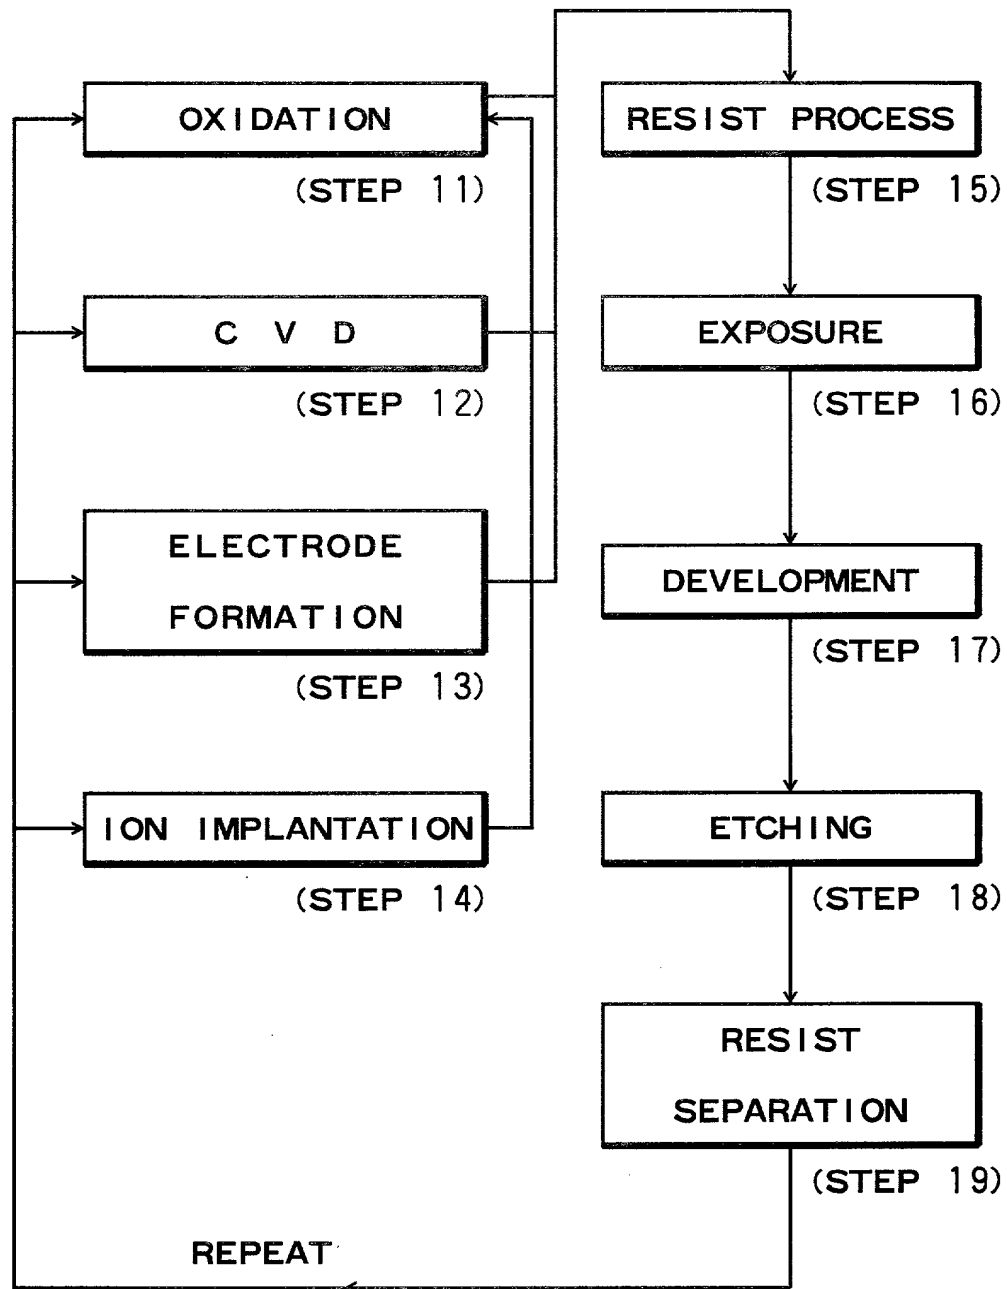 OXIDATION
(STEP 11)
CVD
(STEP 12)
ELECTRODE
FORMATION
(STEP 13)
ION IMPLANTATION
(STEP 14)
RESIST PROCESS
(STEP 15)
EXPOSURE
(STEP 16)
DEVELOPMENT
(STEP 17)
ETCHING
(STEP 18)
RESIST
SEPARATION
(STEP 19)
REPEAT